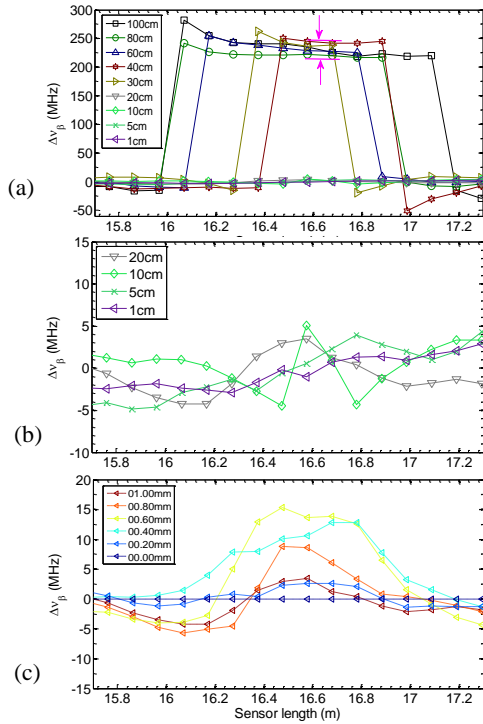 300
250
200
150
100
50
0
-50
Δν_β (MHz)
100cm
80cm
60cm
40cm
30cm
20cm
10cm
5cm
1cm
15.8 16 16.2 16.4 16.6 16.8 17 17.2
(a)
10
5
0
-5
-10
Δν_β (MHz)
20cm
10cm
5cm
1cm
15.8 16 16.2 16.4 16.6 16.8 17 17.2
(b)
20
15
10
5
0
-5
-10
-15
Δν_β (MHz)
01.00mm
00.80mm
00.60mm
00.40mm
00.20mm
00.00mm
15.8 16 16.2 16.4 16.6 16.8 17 17.2
Sensor length (m)
(c)